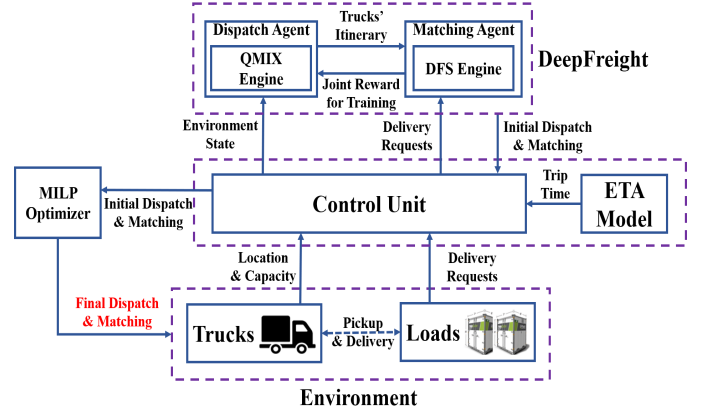 Dispatch Agent
QMIX
Engine
Trucks'
Itinerary
Joint Reward
for Training
Matching Agent
DFS Engine
DeepFreight
Environment
State
Delivery
Requests
Initial Dispatch
& Matching
MILP
Optimizer
Initial Dispatch
& Matching
Control Unit
Trip
Time
ETA
Model
Location
& Capacity
Delivery
Requests
Final Dispatch
& Matching
Trucks
Pickup
& Delivery
Loads
Environment